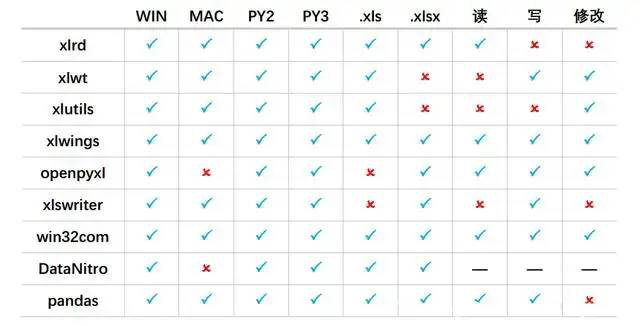 WIN MAC PY2 PY3 .xls .xlsx 读 写 修改
xlrd ✓ ✓ ✓ ✓ ✓ ✓ ✓ ✗ ✗
xlwt ✓ ✓ ✓ ✓ ✓ ✗ ✗ ✓ ✓
xlutils ✓ ✓ ✓ ✓ ✓ ✗ ✗ ✗ ✓
xlwings ✓ ✓ ✓ ✓ ✓ ✓ ✓ ✓ ✓
openpyxl ✓ ✗ ✓ ✓ ✗ ✓ ✓ ✓ ✓
xlswriter ✓ ✓ ✓ ✓ ✗ ✓ ✗ ✓ ✗
win32com ✓ ✓ ✓ ✓ ✓ ✓ ✓ ✓ ✓
DataNitro ✓ ✗ ✓ ✓ ✓ ✓ — — —
pandas ✓ ✓ ✓ ✓ ✓ ✓ ✓ ✓ ✗